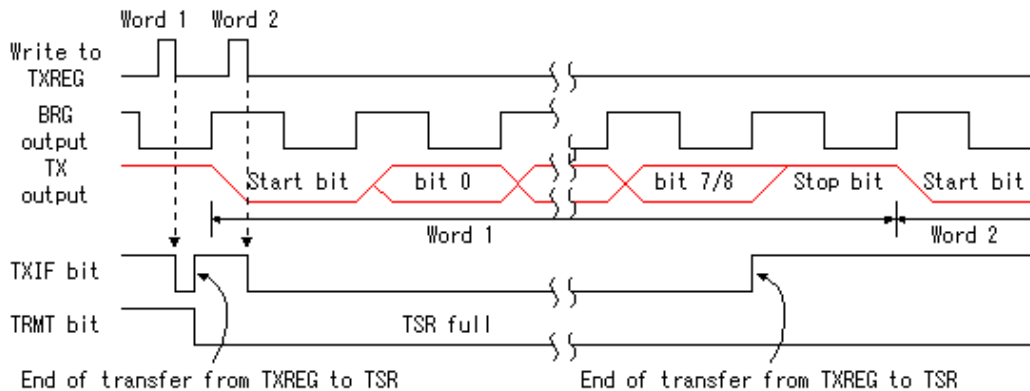 Word 1 Word 2
Write to
TXREG
BRG
output
TX
output
Start bit bit 0 bit 7/8 Stop bit Start bit
Word 1 Word 2
TXIF bit
TRMT bit TSR full
End of transfer from TXREG to TSR End of transfer from TXREG to TSR